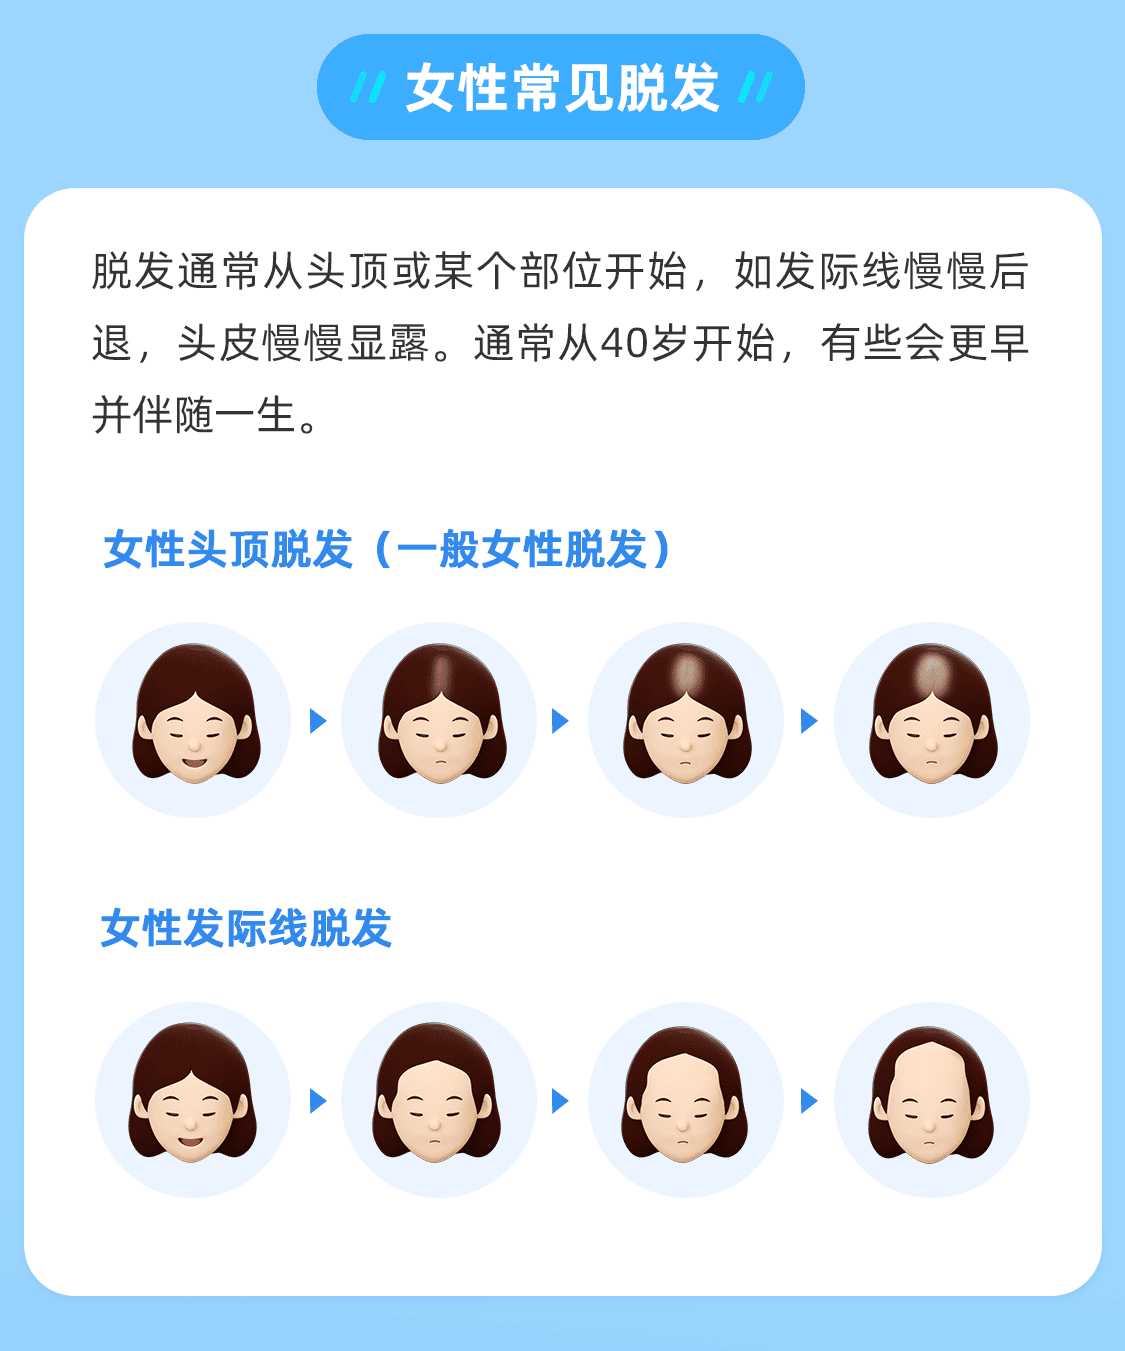 女性常见脱发
脱发通常从头顶或某个部位开始，如发际线慢慢后
退，头皮慢慢显露。通常从40岁开始，有些会更早
并伴随一生。
女性头顶脱发（一般女性脱发）
女性发际线脱发